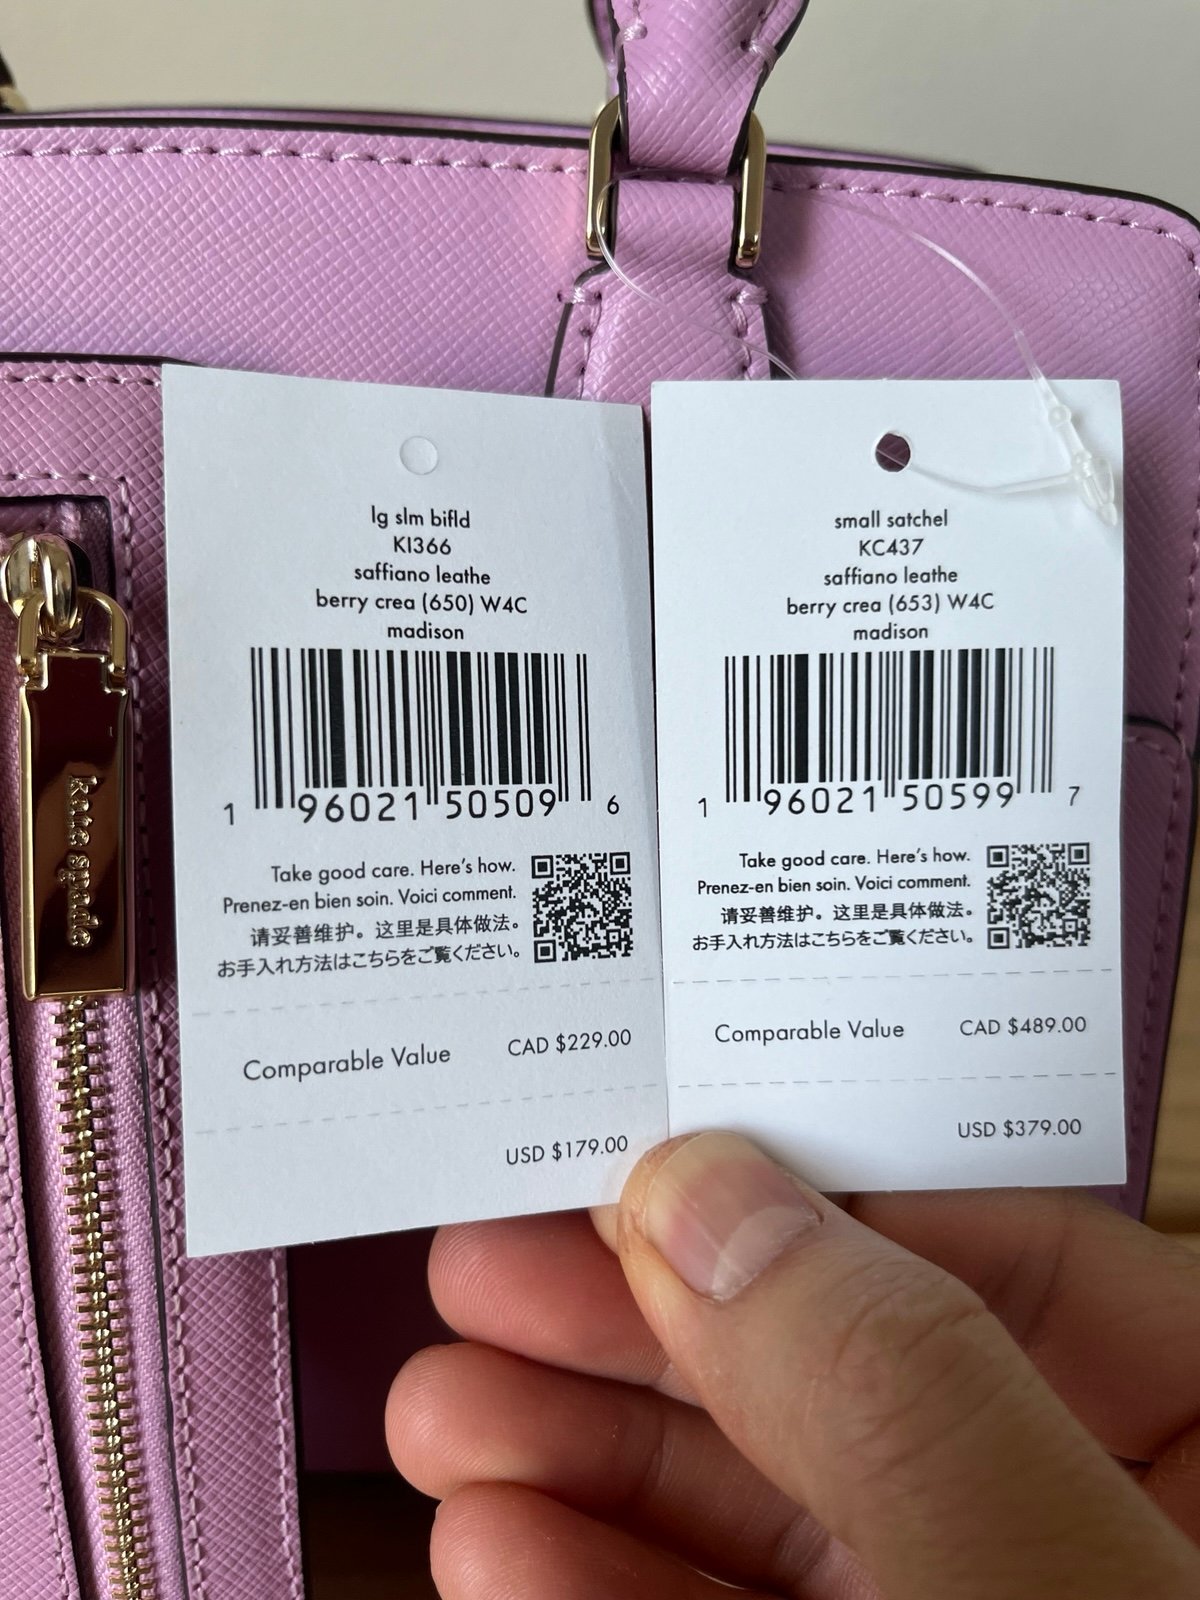 lg slm bifld
KI366
saffiano leathe
berry crea (650) W4C
madison
1 96021 50509 6
Take good care. Here's how.
Prenez-en bien soin. Voici comment.
请妥善维护。这里是具体做法。
お手入れ方法はこちらをご覧ください。
Comparable Value CAD $229.00
USD $179.00
small satchel
KC437
saffiano leathe
berry crea (653) W4C
madison
1 96021 50599 7
Take good care. Here's how.
Prenez-en bien soin. Voici comment.
请妥善维护。这里是具体做法。
お手入れ方法はこちらをご覧ください。
Comparable Value CAD $489.00
USD $379.00
kate spade